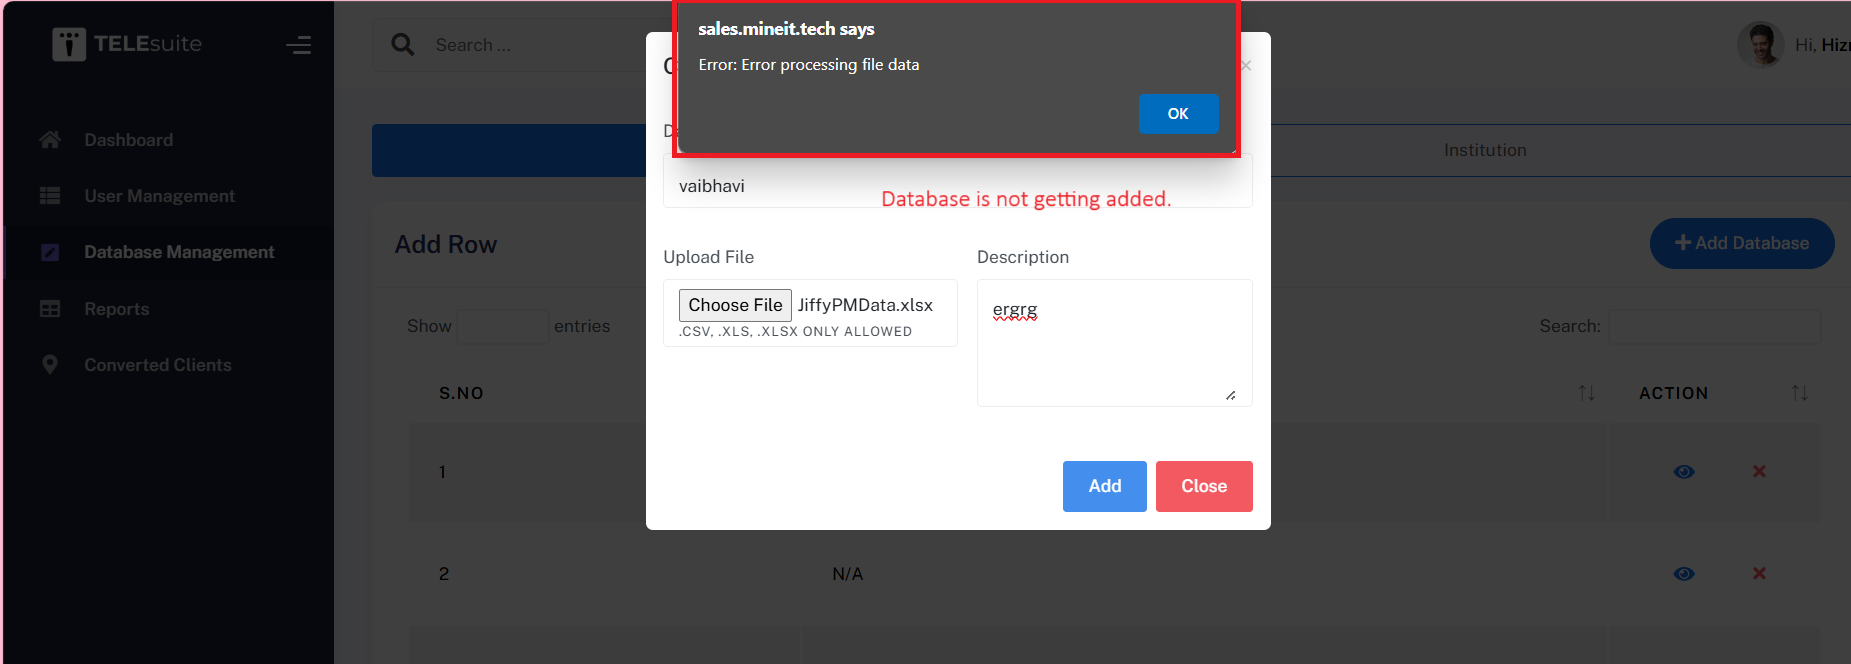 TELEsuite
Search ...
sales.mineit.tech says
Error: Error processing file data
OK
Hi,
Dashboard
User Management
Database Management
Reports
Converted Clients
Institution
vaibhavi
Database is not getting added.
Add Row
Add Database
Upload File
Description
Choose File JiffyPMData.xlsx
.CSV, .XLS, .XLSX ONLY ALLOWED
ergrg
Show
entries
Search:
S.NO
ACTION
1
Add
Close
2
N/A